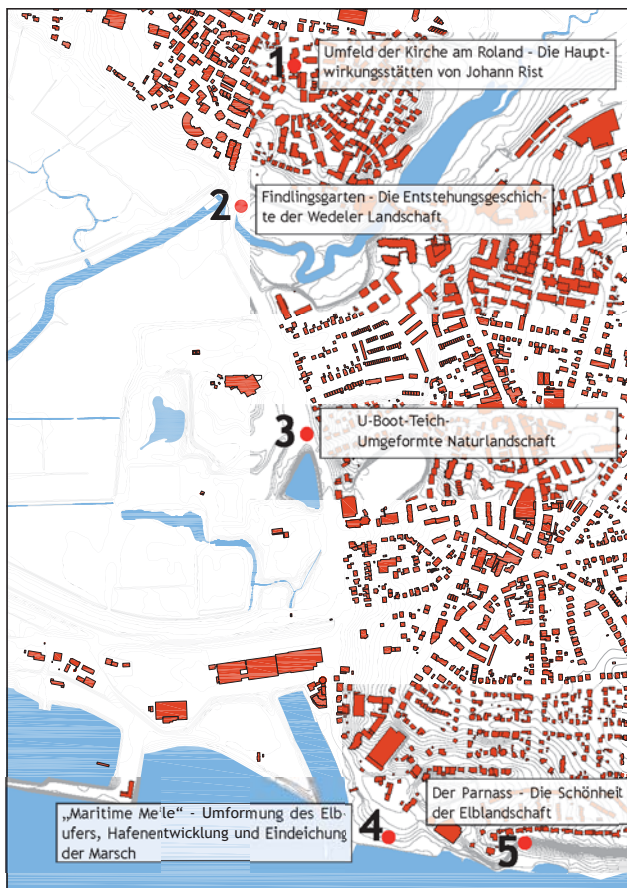 1
Umfeld der Kirche am Roland - Die Haupt-
wirkungsstätten von Johann Rist
2
Findlingsgarten - Die Entstehungsgeschich-
te der Wedeler Landschaft
3
U-Boot-Teich-
Umgeformte Naturlandschaft
„Maritime Meile“ - Umformung des Elb-
ufers, Hafenentwicklung und Eindeichung
der Marsch
4
Der Parnass - Die Schönheit
der Elblandschaft
5